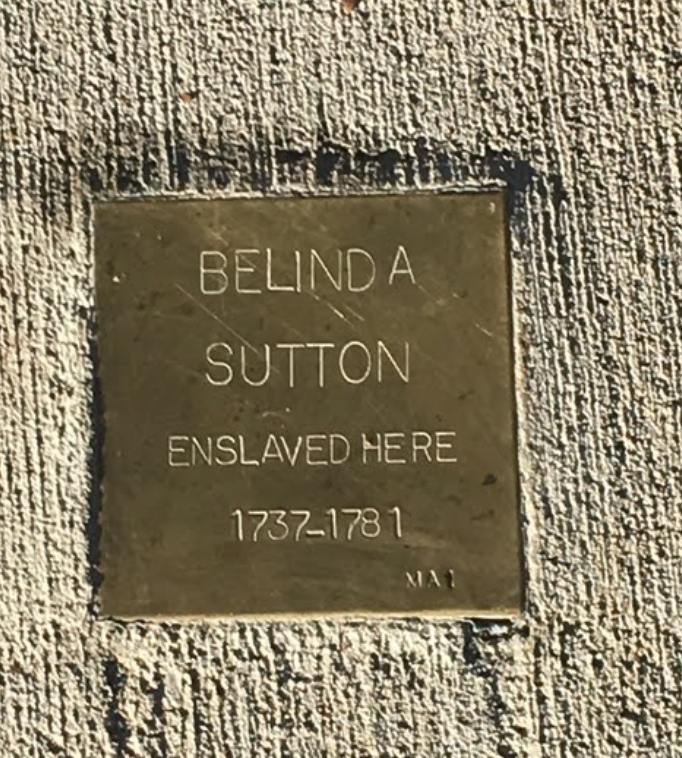 BELINDA
SUTTON
ENSLAVED HERE
1737-1781
MA1